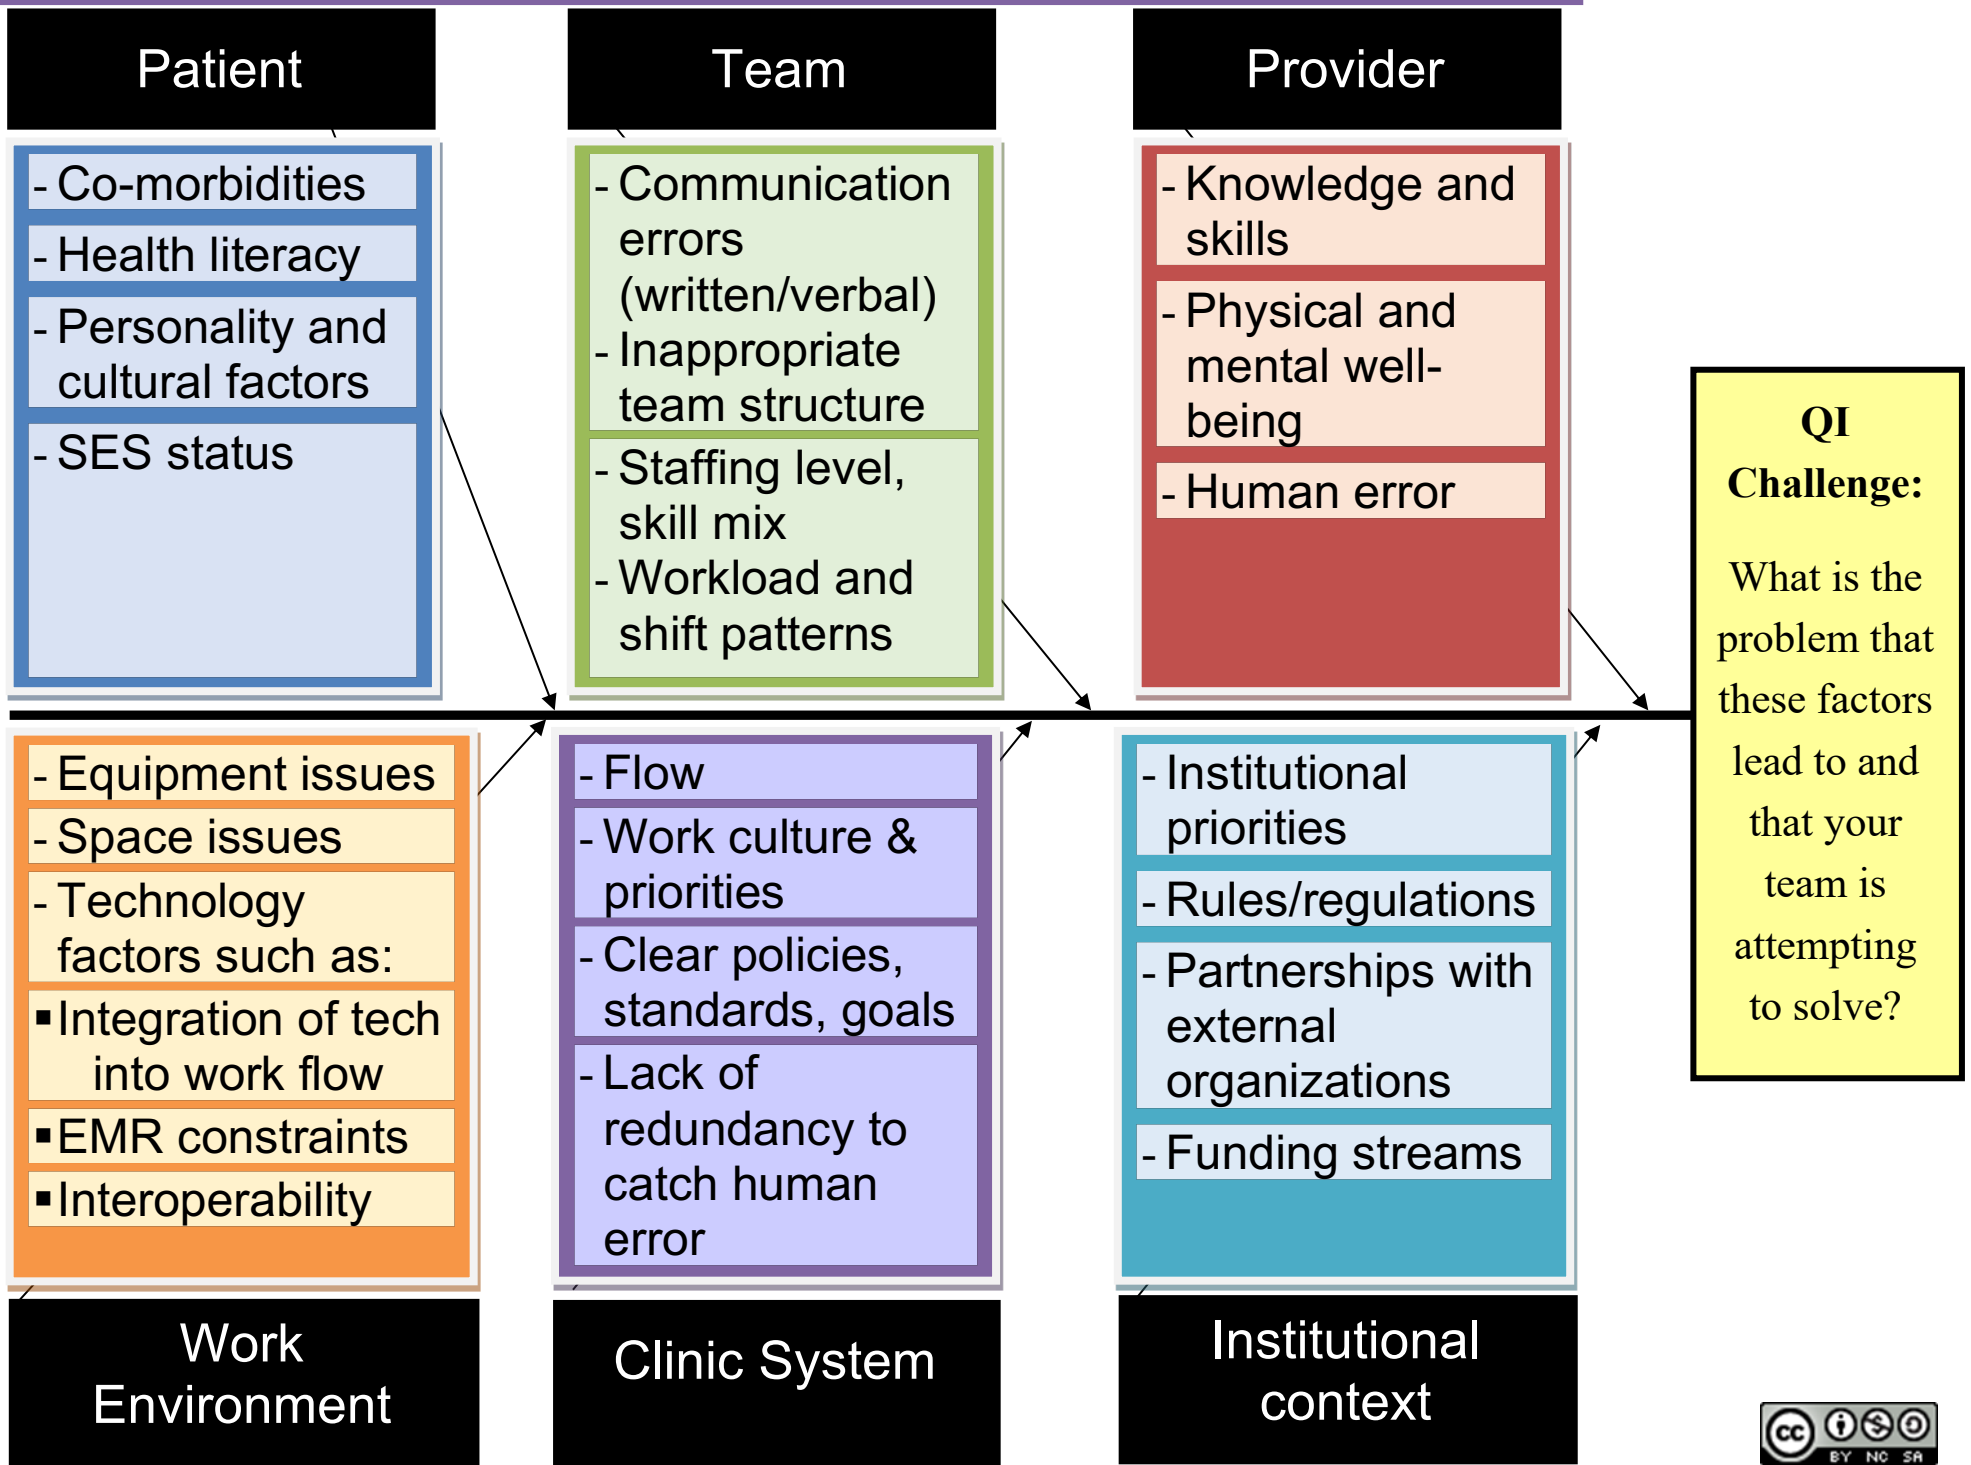 Patient
- Co-morbidities
- Health literacy
- Personality and
cultural factors
- SES status
Team
- Communication
errors
(written/verbal)
- Inappropriate
team structure
- Staffing level,
skill mix
- Workload and
shift patterns
Provider
- Knowledge and
skills
- Physical and
mental well-
being
- Human error
- Equipment issues
- Space issues
- Technology
factors such as:
▪Integration of tech
into work flow
▪EMR constraints
▪Interoperability
Work
Environment
- Flow
- Work culture &
priorities
- Clear policies,
standards, goals
- Lack of
redundancy to
catch human
error
Clinic System
- Institutional
priorities
- Rules/regulations
- Partnerships with
external
organizations
- Funding streams
Institutional
context
QI
Challenge:
What is the
problem that
these factors
lead to and
that your
team is
attempting
to solve?
cc
BY NC SA